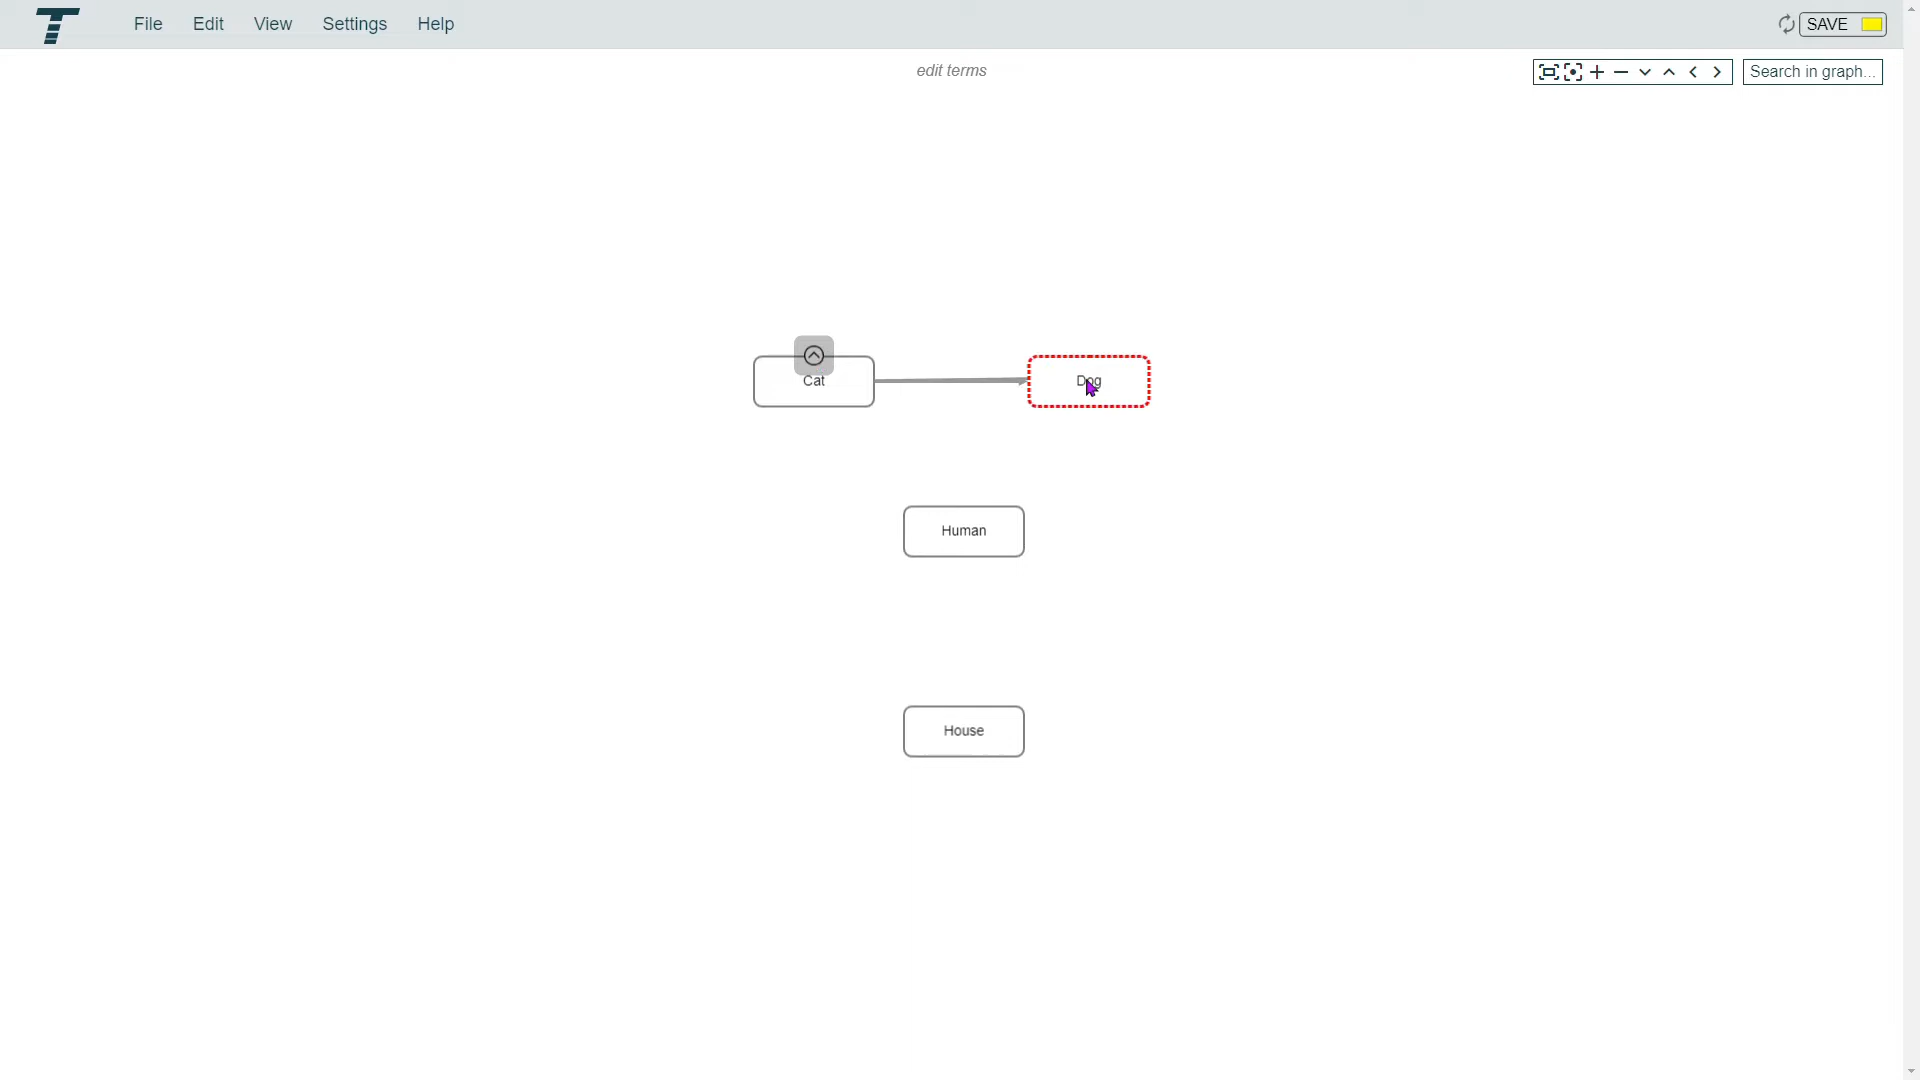 File Edit View Settings Help SAVE
edit terms
Search in graph...
Cat Dog
Human
House